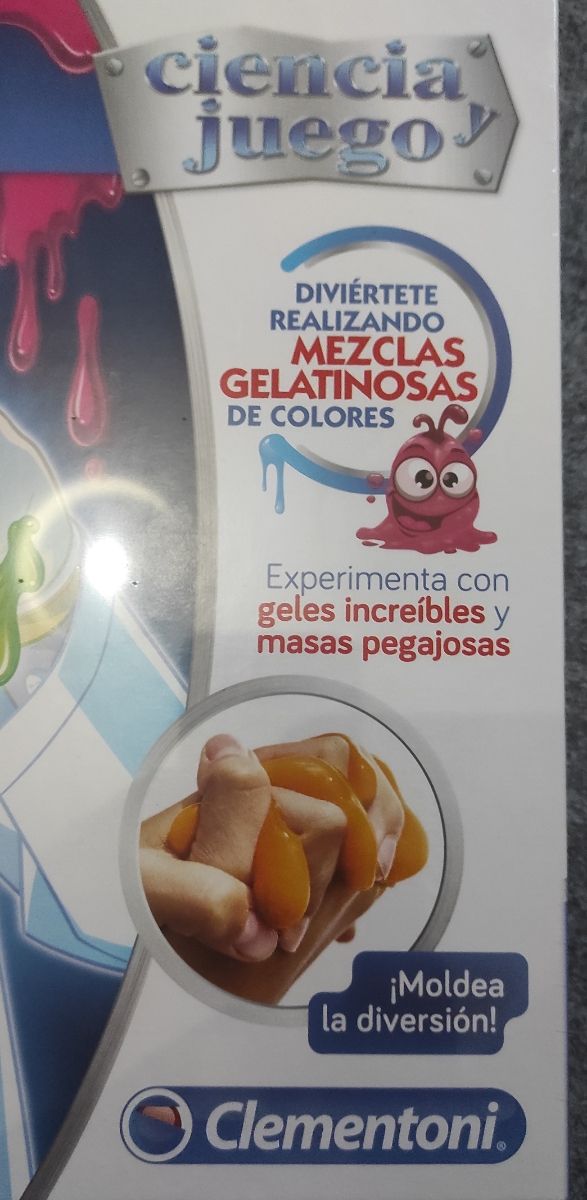 ciencia y
juego
DIVIÉRTETE
REALIZANDO
MEZCLAS
GELATINOSAS
DE COLORES
Experimenta con
geles increíbles y
masas pegajosas
¡Moldea
la diversión!
Clementoni®